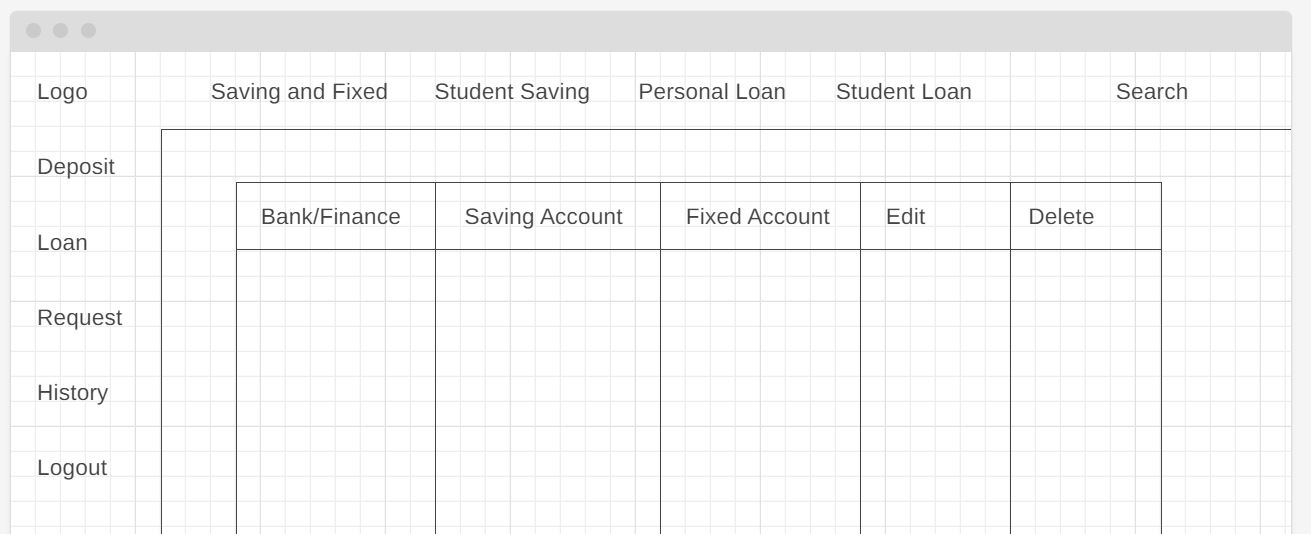 Logo Saving and Fixed Student Saving Personal Loan Student Loan Search
Deposit
Bank/Finance Saving Account Fixed Account Edit Delete
Loan
Request
History
Logout